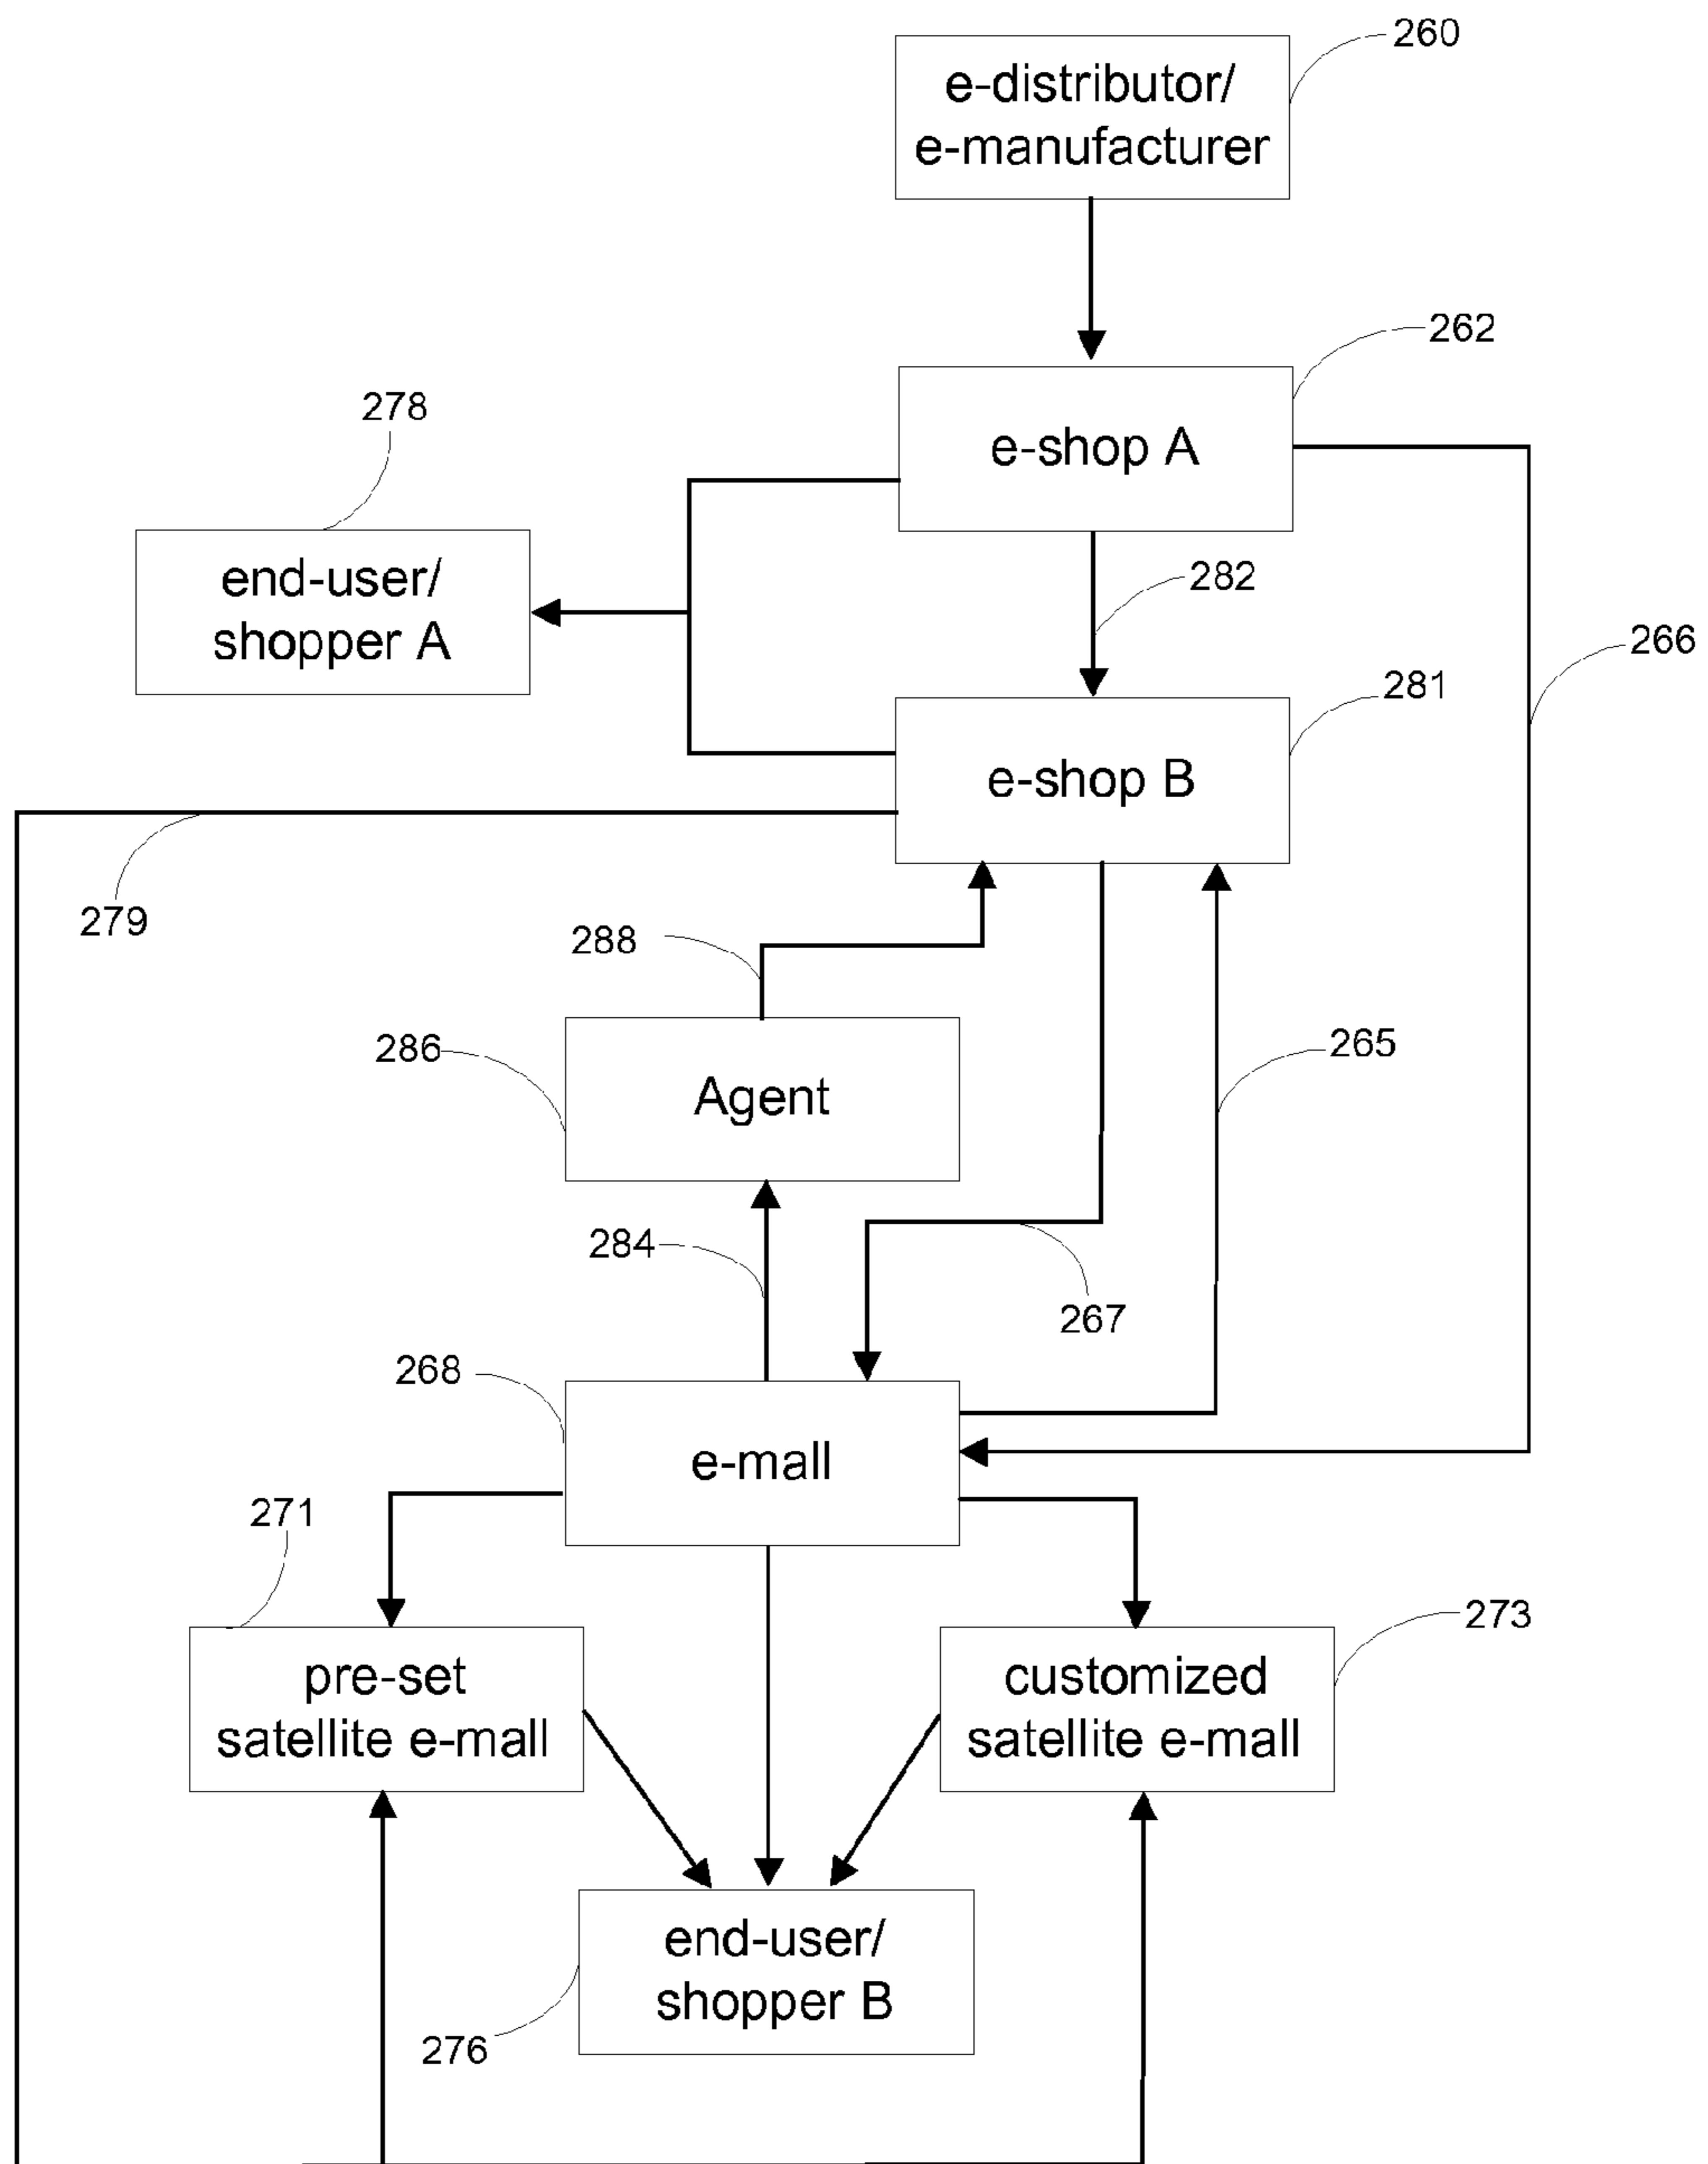 260
e-distributor/
e-manufacturer
262
278
e-shop A
end-user/
shopper A
282
266
281
e-shop B
279
288
286
265
Agent
284
267
268
e-mall
271
273
pre-set
satellite e-mall
customized
satellite e-mall
end-user/
shopper B
276